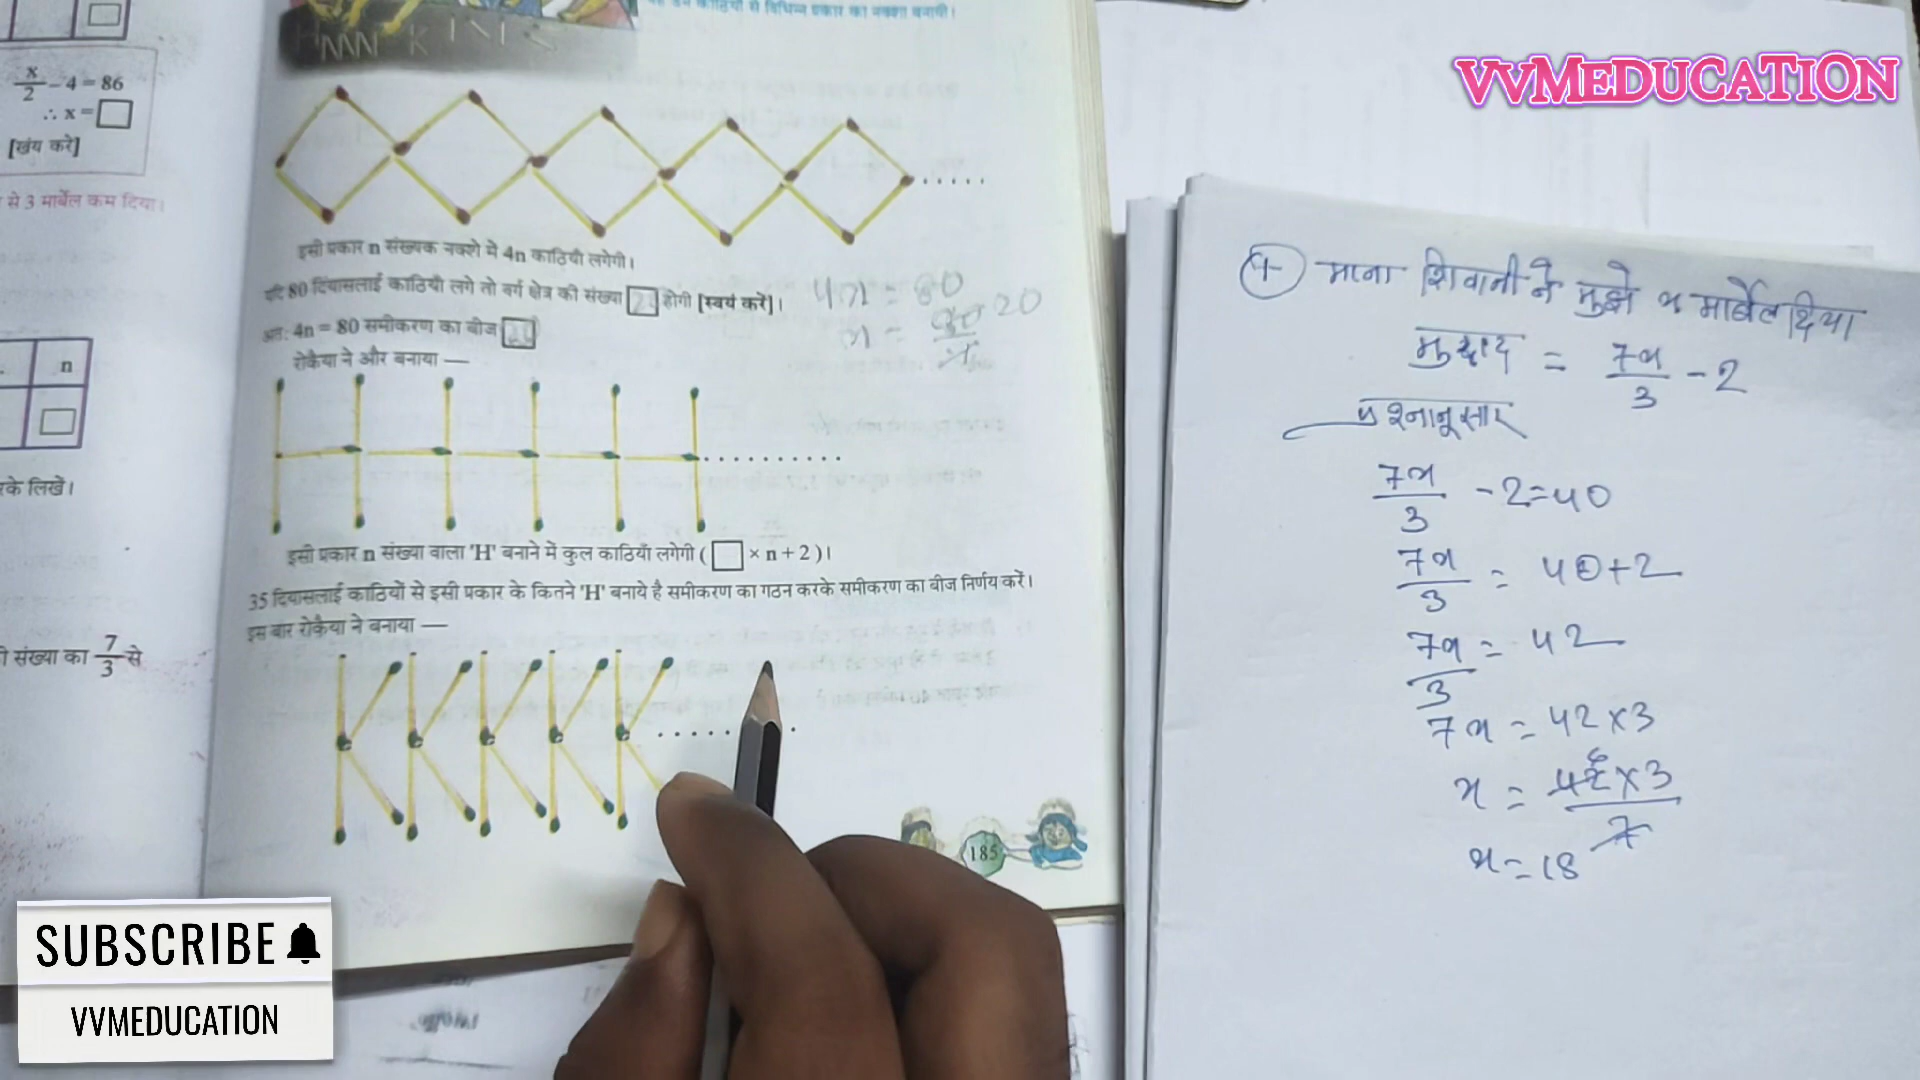 VVMEDUCATION
x/2 - 4 = 86
∴ x = □
से 3 मार्बेल कम दिया।
n
के लिखें।
संख्या का 7/3 से
इसी प्रकार n संख्यक नक्शे में 4n काठियाँ लगेगी।
यदि 80 दियासलाई काठियाँ लगे तो वर्ग क्षेत्र की संख्या 20 होगी [स्वयं करें]।
अतः 4n = 80 समीकरण का बीज 20
4n = 80
n = 80/4 20
रोकैया ने और बनाया —
इसी प्रकार n संख्या वाला 'H' बनाने में कुल काठियाँ लगेगी ( □ × n + 2 )।
35 दियासलाई काठियों से इसी प्रकार के कितने 'H' बनाये है समीकरण का गठन करके समीकरण का बीज निर्णय करें।
इस बार रोकैया ने बनाया —
185
माना शिवानी ने मुझे x मार्बेल दिया
= 7x/3 - 2
प्रश्नानुसार
7x/3 - 2 = 40
7x/3 = 40 + 2
7x/3 = 42
7x = 42 x 3
x = 42 x 3/7 6
x = 18
SUBSCRIBE
VVMEDUCATION